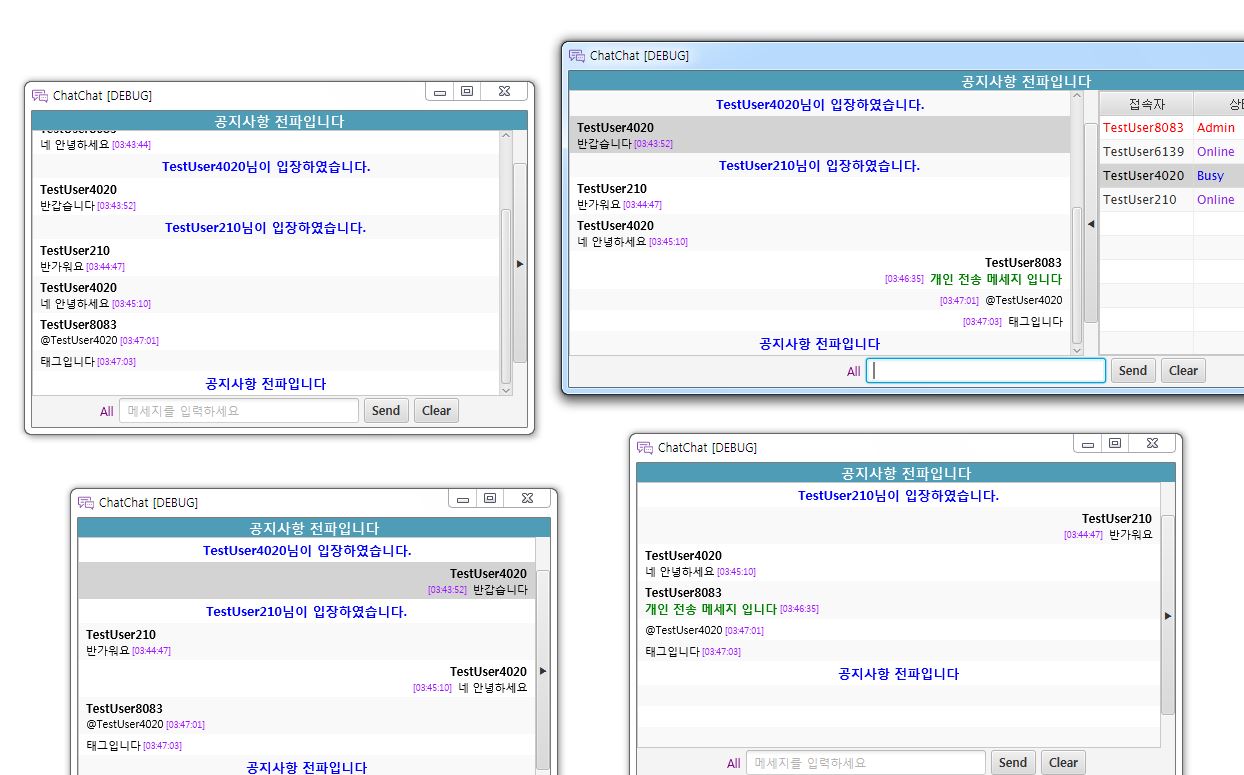 ChatChat [DEBUG]
공지사항 전파입니다
네 안녕하세요 [03:43:44]
TestUser4020님이 입장하였습니다.
TestUser4020
반갑습니다 [03:43:52]
TestUser210님이 입장하였습니다.
TestUser210
반가워요 [03:44:47]
TestUser4020
네 안녕하세요 [03:45:10]
TestUser8083
@TestUser4020 [03:47:01]
태그입니다 [03:47:03]
공지사항 전파입니다
All 메세지를 입력하세요 Send Clear
ChatChat [DEBUG]
공지사항 전파입니다
TestUser4020님이 입장하였습니다.
TestUser4020
반갑습니다 [03:43:52]
TestUser210님이 입장하였습니다.
TestUser210
반가워요 [03:44:47]
TestUser4020
네 안녕하세요 [03:45:10]
TestUser8083
[03:46:35] 개인 전송 메세지 입니다
[03:47:01] @TestUser4020
[03:47:03] 태그입니다
공지사항 전파입니다
접속자
TestUser8083 Admin
TestUser6139 Online
TestUser4020 Busy
TestUser210 Online
All Send Clear
ChatChat [DEBUG]
공지사항 전파입니다
TestUser4020님이 입장하였습니다.
TestUser4020
[03:43:52] 반갑습니다
TestUser210님이 입장하였습니다.
TestUser210
반가워요 [03:44:47]
TestUser4020
[03:45:10] 네 안녕하세요
TestUser8083
@TestUser4020 [03:47:01]
태그입니다 [03:47:03]
공지사항 전파입니다
ChatChat [DEBUG]
공지사항 전파입니다
TestUser210님이 입장하였습니다.
TestUser210
[03:44:47] 반가워요
TestUser4020
네 안녕하세요 [03:45:10]
TestUser8083
개인 전송 메세지 입니다 [03:46:35]
@TestUser4020 [03:47:01]
태그입니다 [03:47:03]
공지사항 전파입니다
All 메세지를 입력하세요 Send Clear